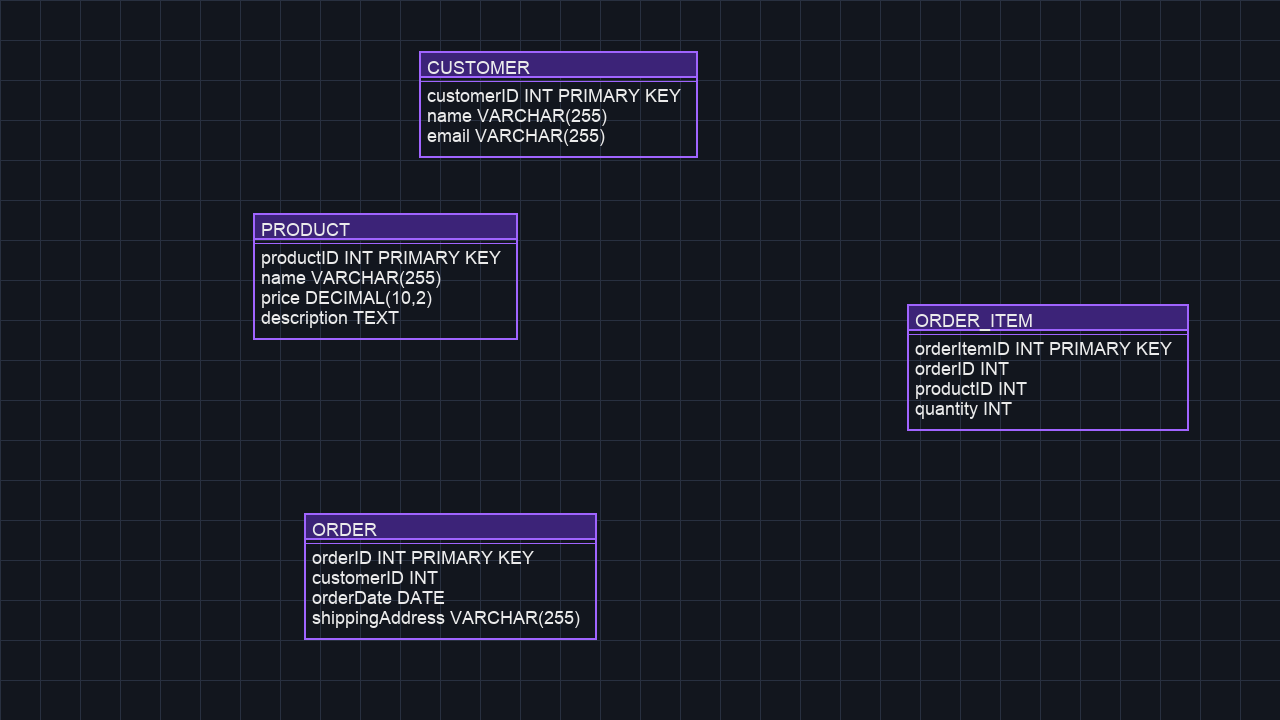 CUSTOMER
customerID INT PRIMARY KEY
name VARCHAR(255)
email VARCHAR(255)
PRODUCT
productID INT PRIMARY KEY
name VARCHAR(255)
price DECIMAL(10,2)
description TEXT
ORDER_ITEM
orderItemID INT PRIMARY KEY
orderID INT
productID INT
quantity INT
ORDER
orderID INT PRIMARY KEY
customerID INT
orderDate DATE
shippingAddress VARCHAR(255)